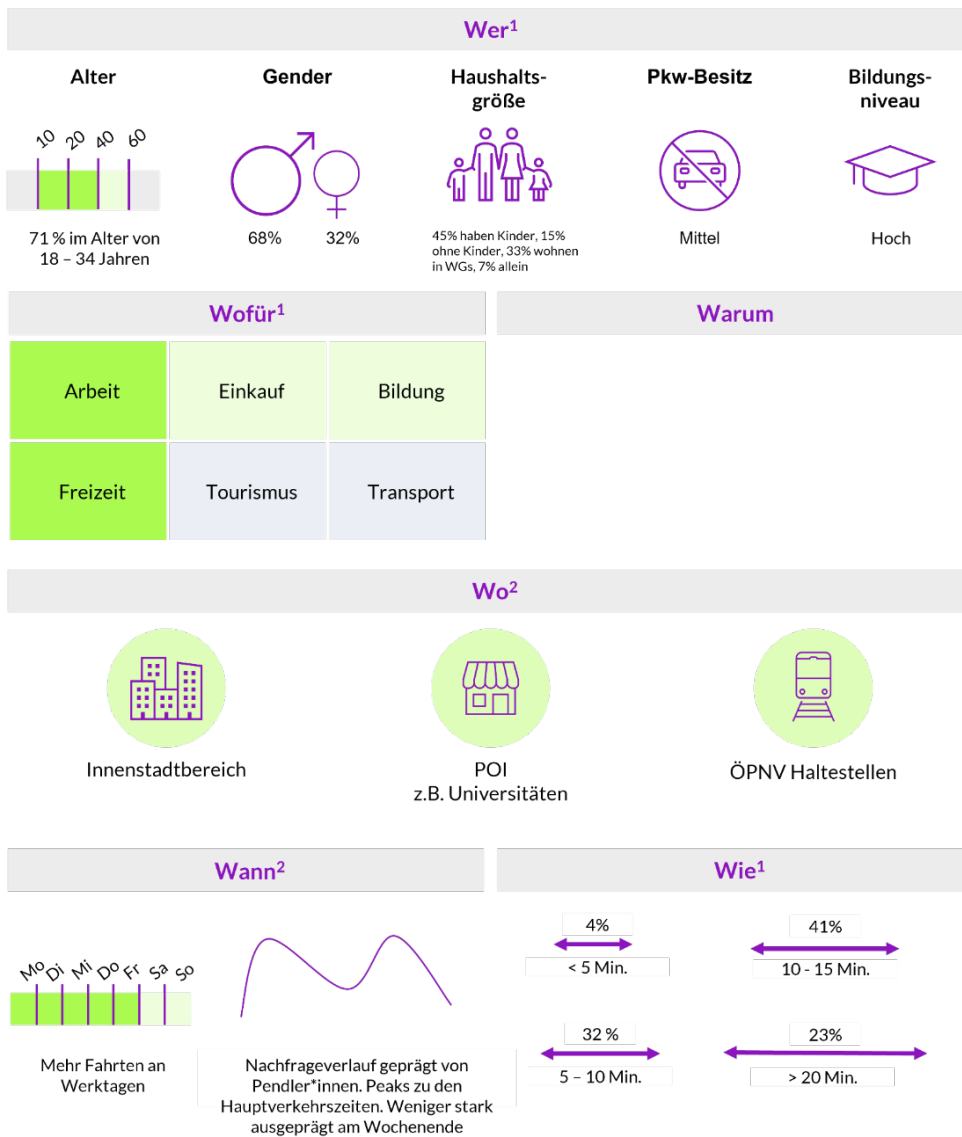 Wer¹
Alter
Gender
Haushalts-
größe
Pkw-Besitz
Bildungs-
niveau
10 20 40 60
71 % im Alter von
18 – 34 Jahren
68%
32%
45% haben Kinder, 15%
ohne Kinder, 33% wohnen
in WGs, 7% allein
Mittel
Hoch
Wofür¹
Arbeit
Einkauf
Bildung
Freizeit
Tourismus
Transport
Warum
Wo²
Innenstadtbereich
POI
z.B. Universitäten
ÖPNV Haltestellen
Wann²
Mo Di Mi Do Fr Sa So
Mehr Fahrten an
Werktagen
Nachfrageverlauf geprägt von
Pendler*innen. Peaks zu den
Hauptverkehrszeiten. Weniger stark
ausgeprägt am Wochenende
Wie¹
4%
< 5 Min.
41%
10 - 15 Min.
32 %
5 – 10 Min.
23%
> 20 Min.